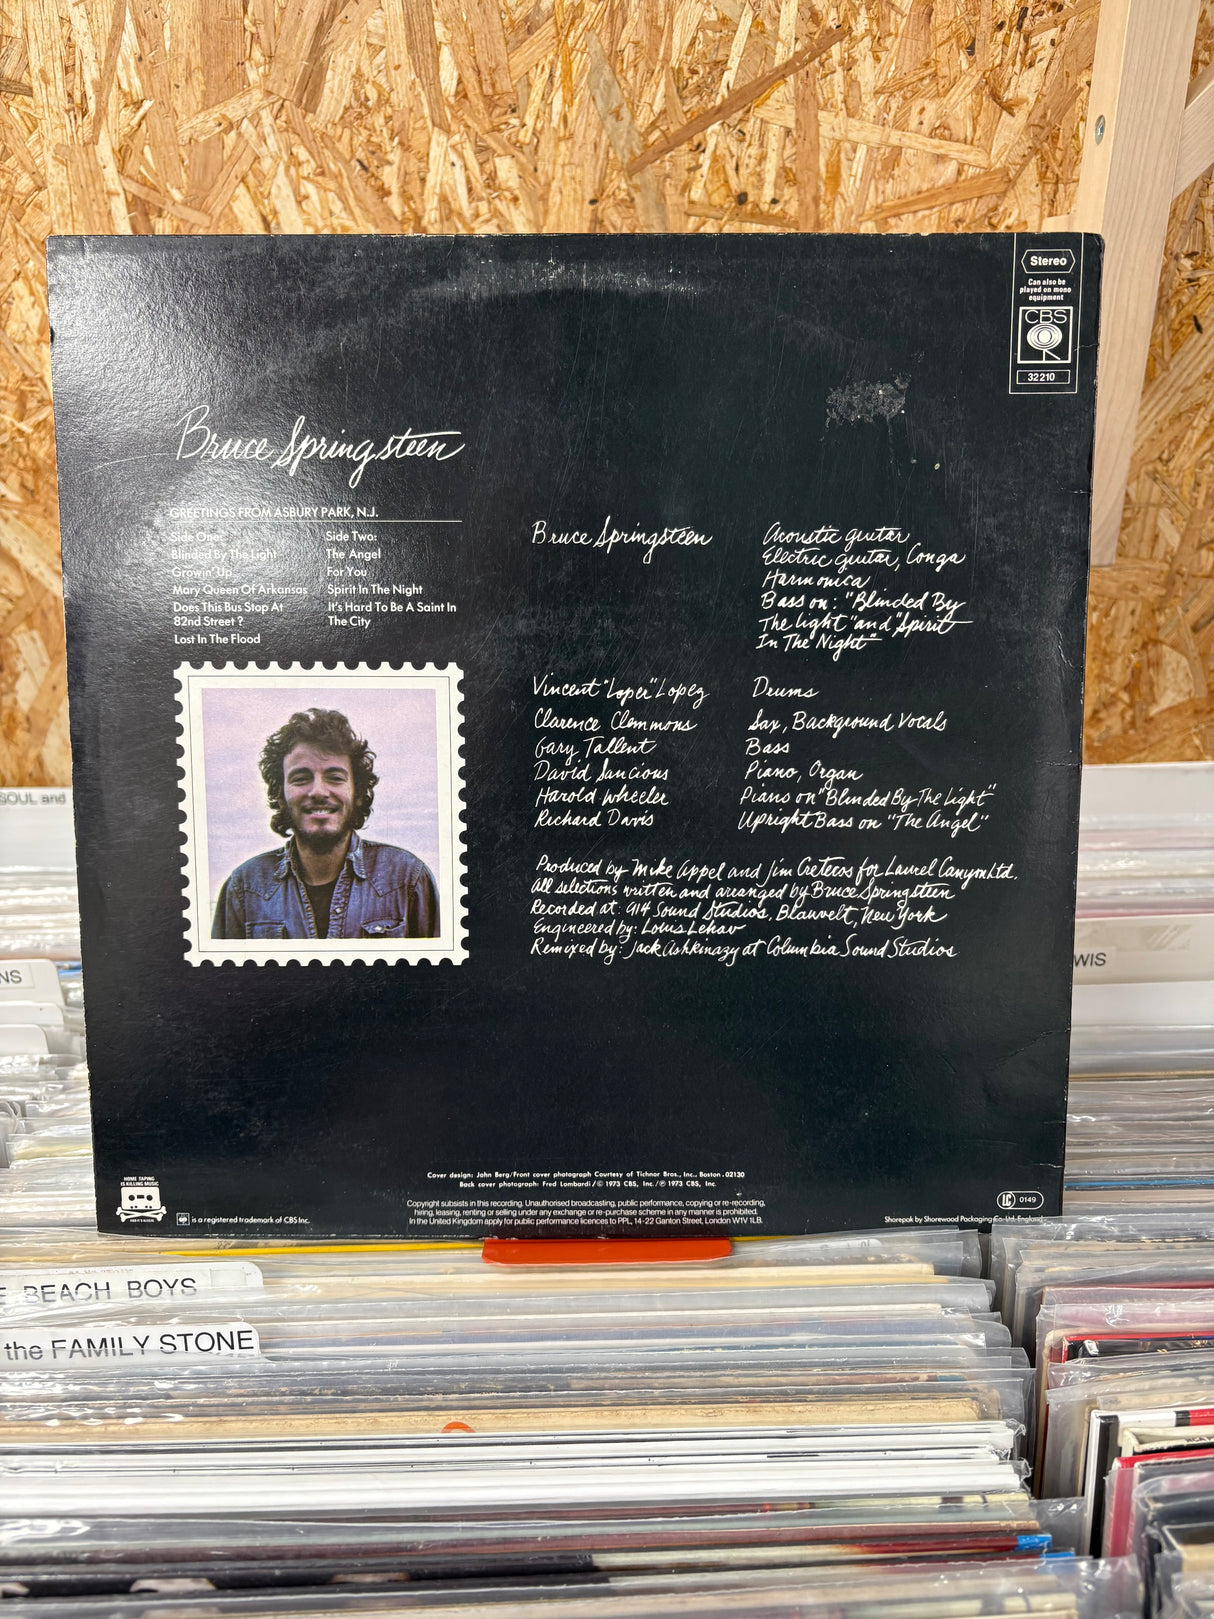 Stereo
Can also be
played on mono
equipment
CBS
32210
Bruce Springsteen
GREETINGS FROM ASBURY PARK, N.J.
Side One:
Blinded By The Light
Growin' Up
Mary Queen Of Arkansas
Does This Bus Stop At
82nd Street?
Lost In The Flood
Side Two:
The Angel
For You
Spirit In The Night
It's Hard To Be A Saint In
The City
Bruce Springsteen
Acoustic guitar
Electric guitar, Conga
Harmonica
Bass on: "Blinded By
The Light" and "Spirit
In The Night"
Vincent "Loper" Lopez Drums
Clarence Clemmons Sax, Background Vocals
Gary Tallent Bass
David Sancious Piano, Organ
Harold Wheeler Piano on "Blinded By The Light"
Richard Davis Upright Bass on "The Angel"
Produced by Mike Appel and Jim Cretecos for Laurel Canyon Ltd.
All selections written and arranged by Bruce Springsteen
Recorded at: 914 Sound Studios, Blauvelt, New York
Engineered by: Louis Lehav
Remixed by: Jack Ashkinazy at Columbia Sound Studios
Cover design: John Berg/Front cover photograph Courtesy of Tichnor Bros., Inc., Boston .02130
Back cover photograph: Fred Lombardi/© 1973 CBS, Inc./℗ 1973 CBS, Inc.
HOME TAPING
IS KILLING MUSIC
is a registered trademark of CBS Inc.
Copyright subsists in this recording. Unauthorised broadcasting, public performance, copying or re-recording,
hiring, leasing, renting or selling under any exchange or re-purchase scheme in any manner is prohibited.
In the United Kingdom apply for public performance licences to PPL, 14-22 Ganton Street, London W1V 1LB.
LC 0149
Shorepak by Shorewood Packaging Co. Ltd. England
SOUL and
NS
WIS
E BEACH BOYS
the FAMILY STONE